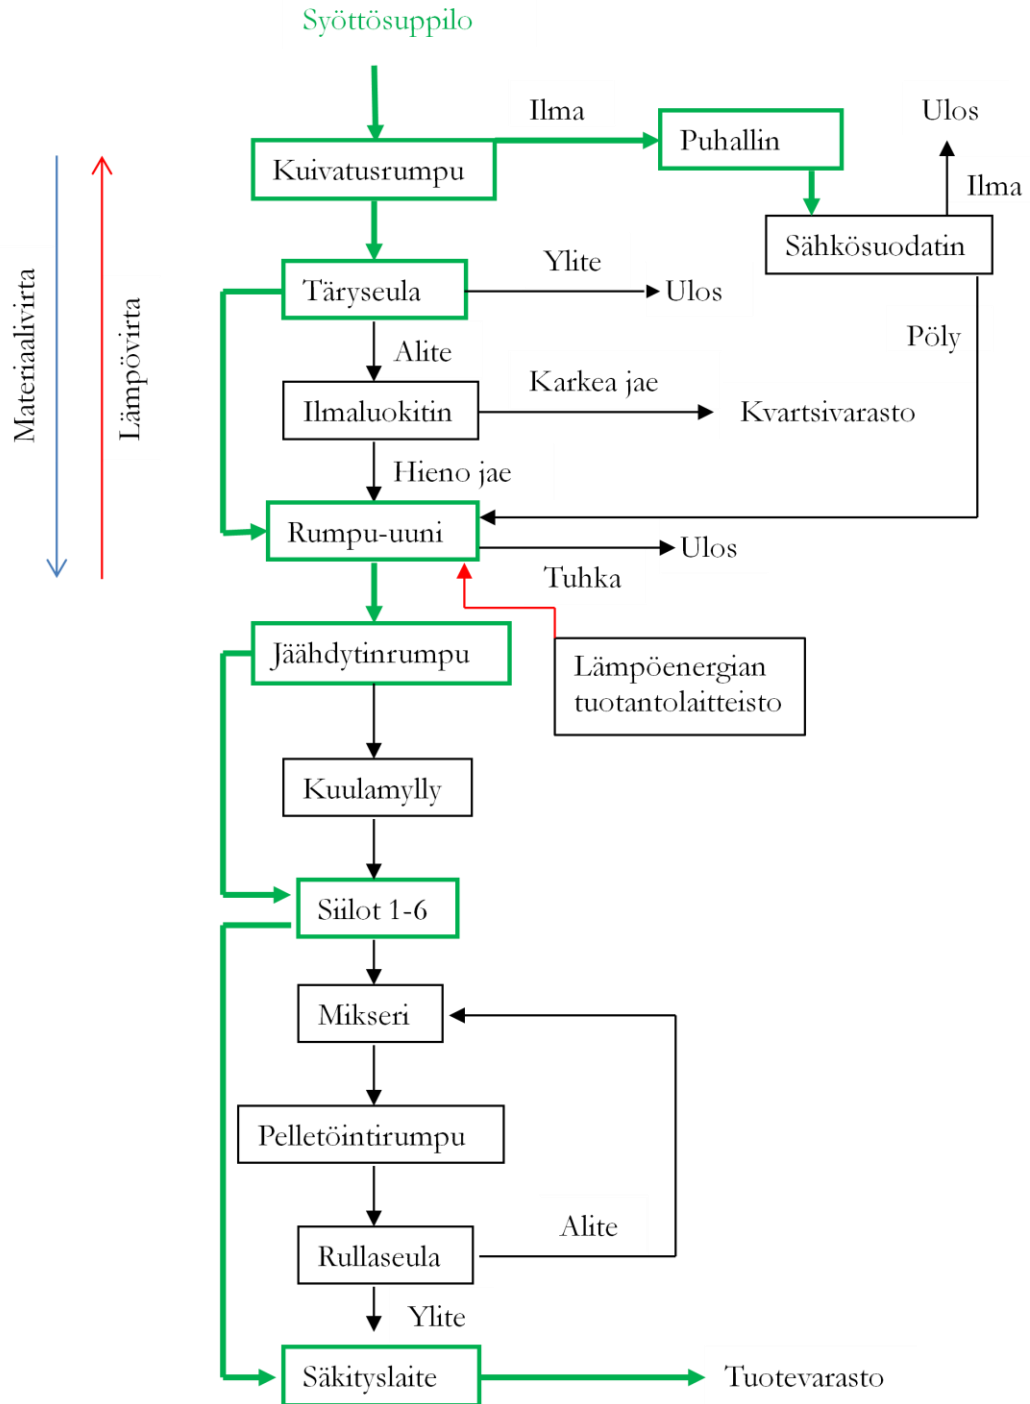 Syöttösuppilo
Ilma
Puhallin
Ulos
Kuivatusrumpu
Ilma
Sähkösuodatin
Ylite
Täryseula
Ulos
Materiaalivirta
Lämpövirta
Pöly
Alite
Karkea jae
Ilmaluokitin
Kvartsivarasto
Hieno jae
Rumpu-uuni
Ulos
Tuhka
Jäähdytinrumpu
Lämpöenergian
tuotantolaitteisto
Kuulamylly
Siilot 1-6
Mikseri
Pelletöintirumpu
Alite
Rullaseula
Ylite
Säkityslaite
Tuotevarasto